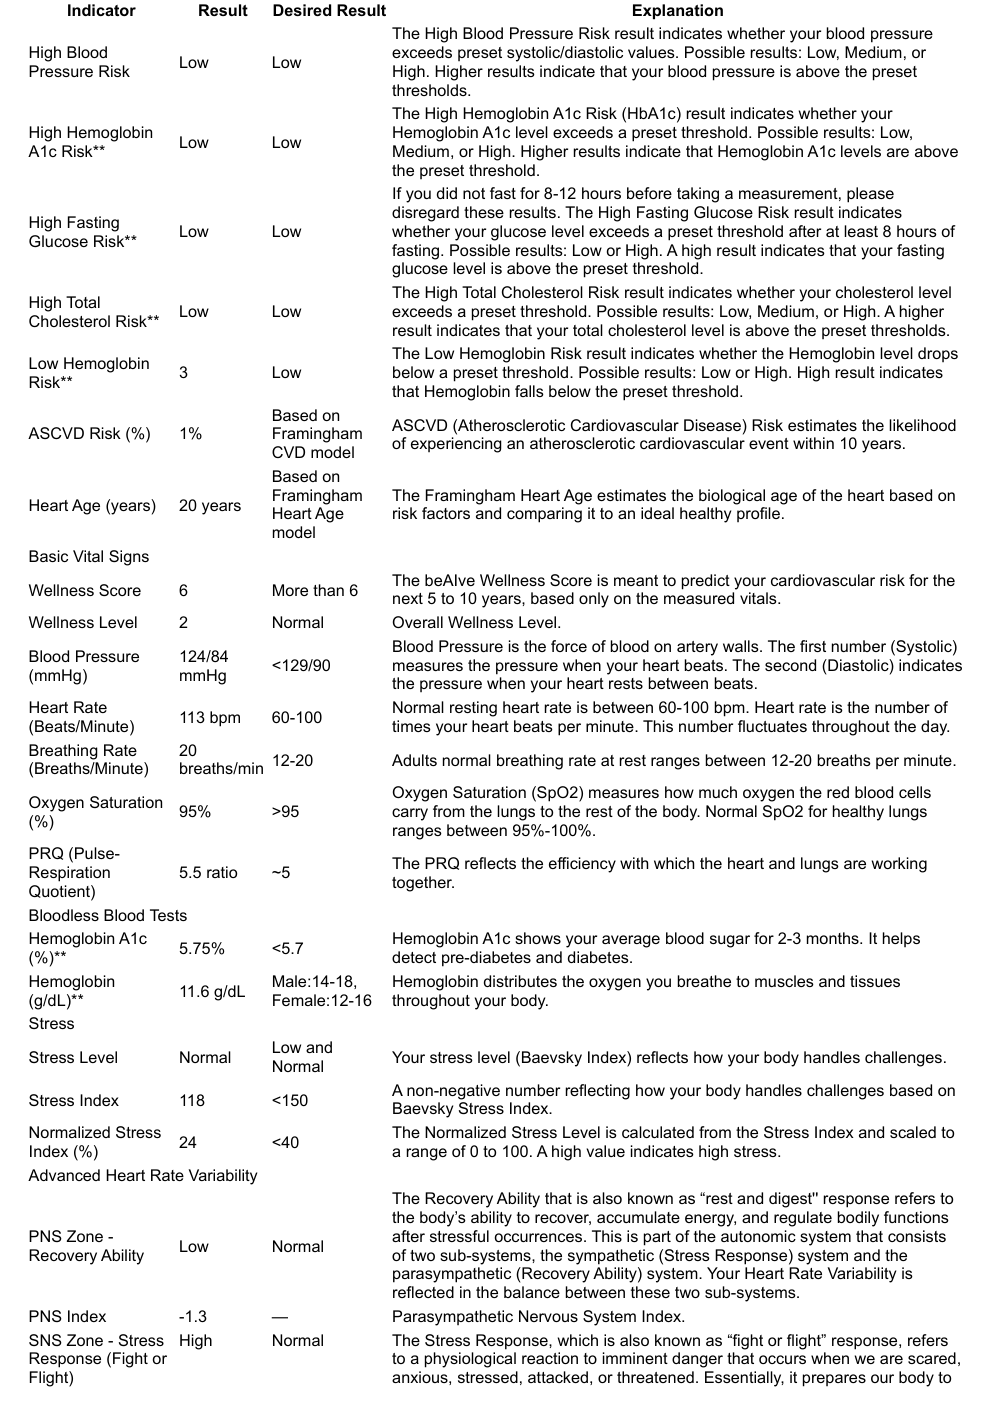 Indicator Result Desired Result Explanation
High Blood
Pressure Risk
Low
Low
The High Blood Pressure Risk result indicates whether your blood pressure
exceeds preset systolic/diastolic values. Possible results: Low, Medium, or
High. Higher results indicate that your blood pressure is above the preset
thresholds.
High Hemoglobin
A1c Risk**
Low
Low
The High Hemoglobin A1c Risk (HbA1c) result indicates whether your
Hemoglobin A1c level exceeds a preset threshold. Possible results: Low,
Medium, or High. Higher results indicate that Hemoglobin A1c levels are above
the preset threshold.
High Fasting
Glucose Risk**
Low
Low
If you did not fast for 8-12 hours before taking a measurement, please
disregard these results. The High Fasting Glucose Risk result indicates
whether your glucose level exceeds a preset threshold after at least 8 hours of
fasting. Possible results: Low or High. A high result indicates that your fasting
glucose level is above the preset threshold.
High Total
Cholesterol Risk**
Low
Low
The High Total Cholesterol Risk result indicates whether your cholesterol level
exceeds a preset threshold. Possible results: Low, Medium, or High. A higher
result indicates that your total cholesterol level is above the preset thresholds.
Low Hemoglobin
Risk**
3
Low
The Low Hemoglobin Risk result indicates whether the Hemoglobin level drops
below a preset threshold. Possible results: Low or High. High result indicates
that Hemoglobin falls below the preset threshold.
ASCVD Risk (%)
1%
Based on
Framingham
CVD model
ASCVD (Atherosclerotic Cardiovascular Disease) Risk estimates the likelihood
of experiencing an atherosclerotic cardiovascular event within 10 years.
Heart Age (years)
20 years
Based on
Framingham
Heart Age
model
The Framingham Heart Age estimates the biological age of the heart based on
risk factors and comparing it to an ideal healthy profile.
Basic Vital Signs
Wellness Score
6
More than 6
The beAIve Wellness Score is meant to predict your cardiovascular risk for the
next 5 to 10 years, based only on the measured vitals.
Wellness Level
2
Normal
Overall Wellness Level.
Blood Pressure
(mmHg)
124/84
mmHg
<129/90
Blood Pressure is the force of blood on artery walls. The first number (Systolic)
measures the pressure when your heart beats. The second (Diastolic) indicates
the pressure when your heart rests between beats.
Heart Rate
(Beats/Minute)
113 bpm
60-100
Normal resting heart rate is between 60-100 bpm. Heart rate is the number of
times your heart beats per minute. This number fluctuates throughout the day.
Breathing Rate
(Breaths/Minute)
20
breaths/min
12-20
Adults normal breathing rate at rest ranges between 12-20 breaths per minute.
Oxygen Saturation
(%)
95%
>95
Oxygen Saturation (SpO2) measures how much oxygen the red blood cells
carry from the lungs to the rest of the body. Normal SpO2 for healthy lungs
ranges between 95%-100%.
PRQ (Pulse-
Respiration
Quotient)
5.5 ratio
~5
The PRQ reflects the efficiency with which the heart and lungs are working
together.
Bloodless Blood Tests
Hemoglobin A1c
(%)**
5.75%
<5.7
Hemoglobin A1c shows your average blood sugar for 2-3 months. It helps
detect pre-diabetes and diabetes.
Hemoglobin
(g/dL)**
11.6 g/dL
Male:14-18,
Female:12-16
Hemoglobin distributes the oxygen you breathe to muscles and tissues
throughout your body.
Stress
Stress Level
Normal
Low and
Normal
Your stress level (Baevsky Index) reflects how your body handles challenges.
Stress Index
118
<150
A non-negative number reflecting how your body handles challenges based on
Baevsky Stress Index.
Normalized Stress
Index (%)
24
<40
The Normalized Stress Level is calculated from the Stress Index and scaled to
a range of 0 to 100. A high value indicates high stress.
Advanced Heart Rate Variability
PNS Zone -
Recovery Ability
Low
Normal
The Recovery Ability that is also known as “rest and digest" response refers to
the body’s ability to recover, accumulate energy, and regulate bodily functions
after stressful occurrences. This is part of the autonomic system that consists
of two sub-systems, the sympathetic (Stress Response) system and the
parasympathetic (Recovery Ability) system. Your Heart Rate Variability is
reflected in the balance between these two sub-systems.
PNS Index
-1.3
—
Parasympathetic Nervous System Index.
SNS Zone - Stress
Response (Fight or
Flight)
High
Normal
The Stress Response, which is also known as “fight or flight” response, refers
to a physiological reaction to imminent danger that occurs when we are scared,
anxious, stressed, attacked, or threatened. Essentially, it prepares our body to